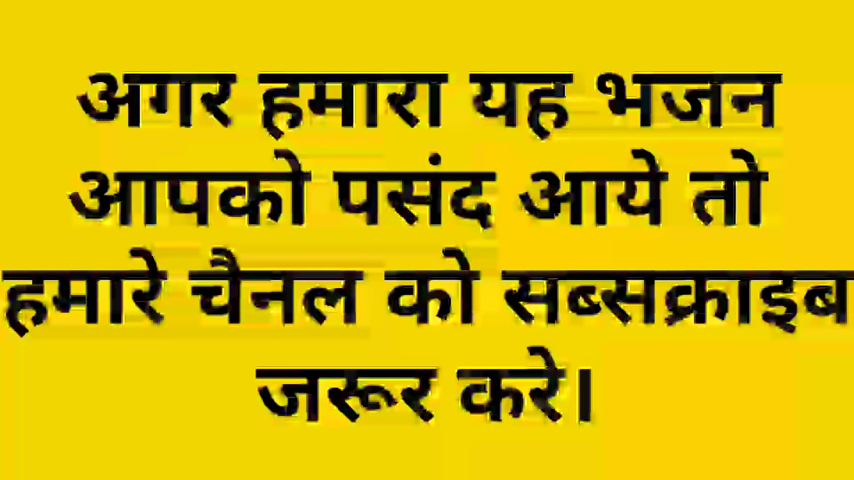 अगर हमारा यह भजन
आपको पसंद आये तो
हमारे चैनल को सब्सक्राइब
जरूर करे।